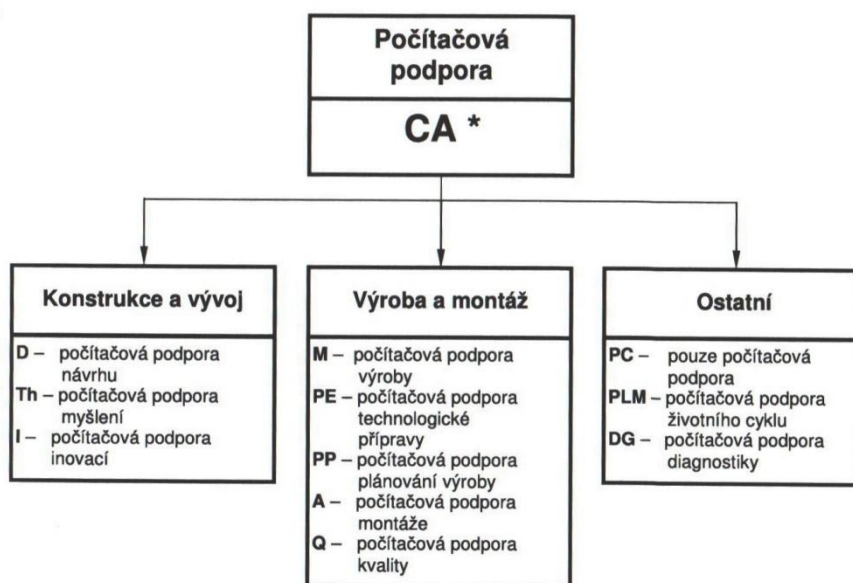 Počítačová
podpora
CA *
Konstrukce a vývoj
D – počítačová podpora
návrhu
Th – počítačová podpora
myšlení
I – počítačová podpora
inovací
Výroba a montáž
M – počítačová podpora
výroby
PE – počítačová podpora
technologické
přípravy
PP – počítačová podpora
plánování výroby
A – počítačová podpora
montáže
Q – počítačová podpora
kvality
Ostatní
PC – pouze počítačová
podpora
PLM – počítačová podpora
životního cyklu
DG – počítačová podpora
diagnostiky